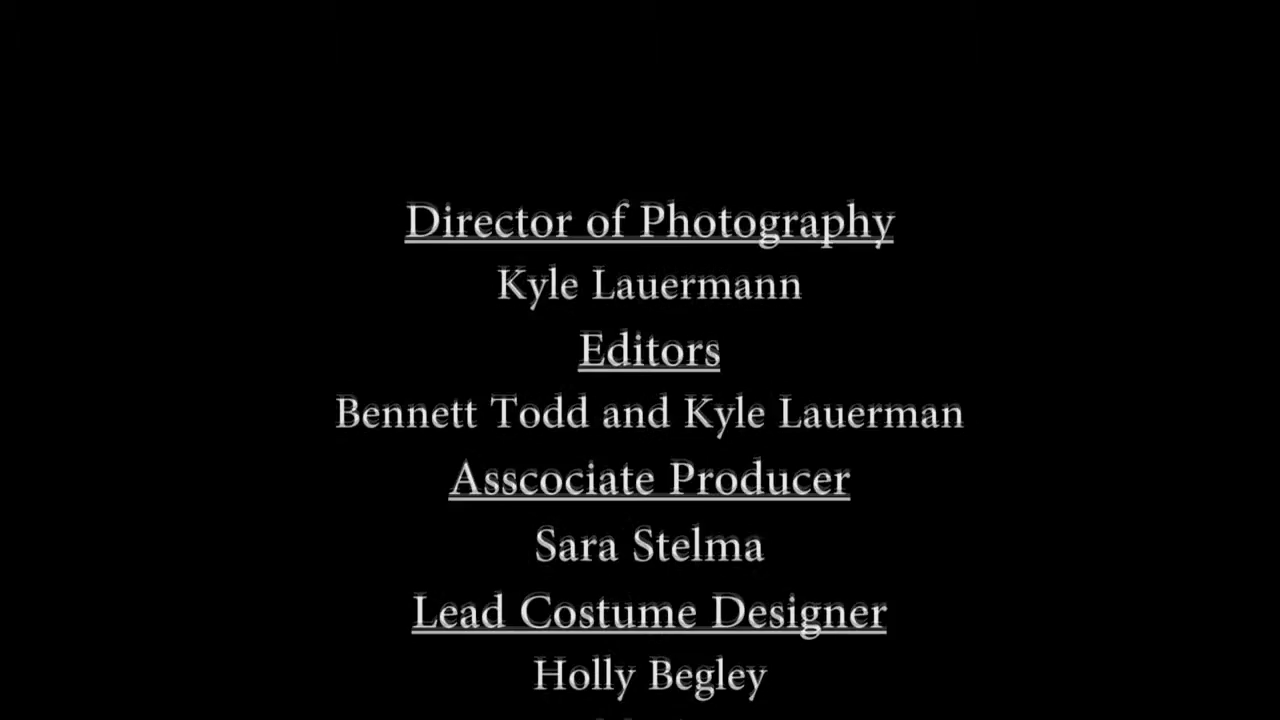 Director of Photography
Kyle Lauermann
Editors
Bennett Todd and Kyle Lauerman
Asscociate Producer
Sara Stelma
Lead Costume Designer
Holly Begley